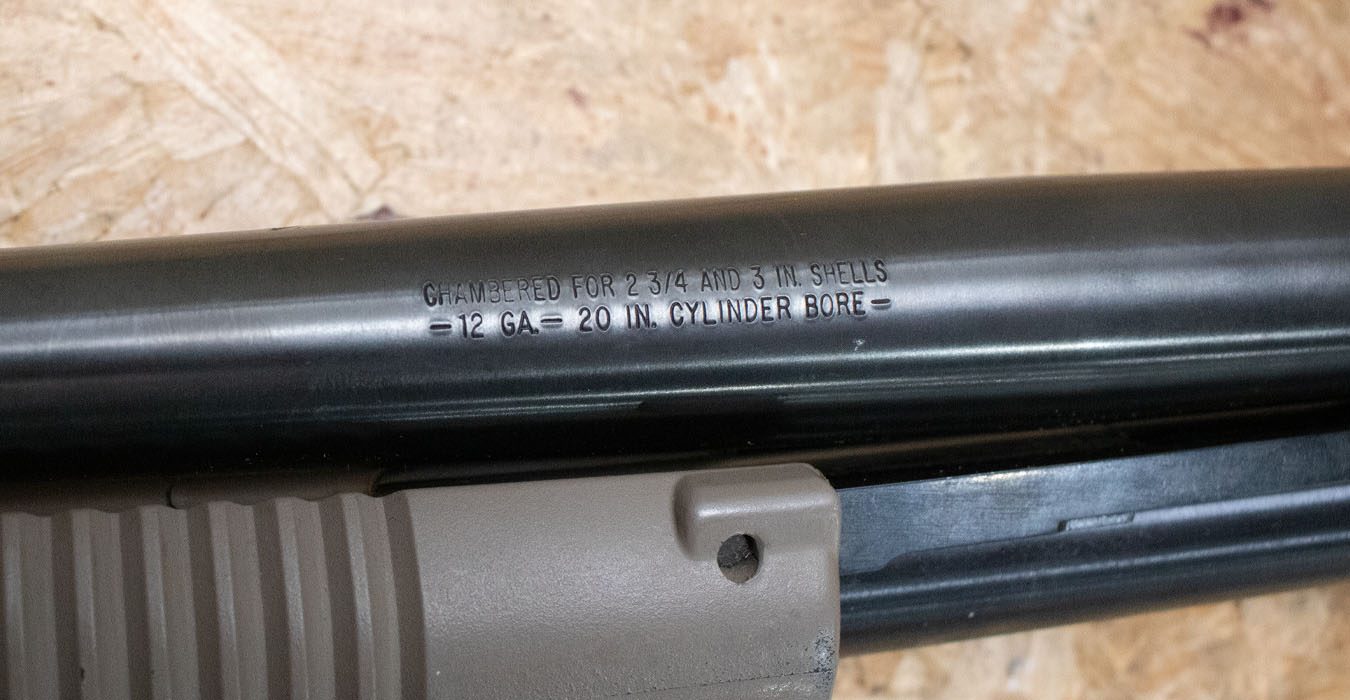 CHAMBERED FOR 2 3/4 AND 3 IN. SHELLS
-12 GA.- 20 IN. CYLINDER BORE-